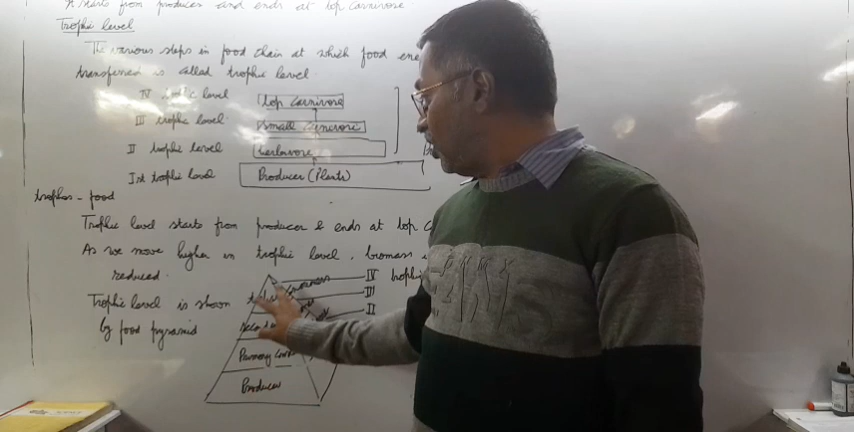 It starts from producer and ends at top carnivore.
Trophic level
The various steps in food chain at which food
transferred is called trophic level.
IV trophic level Top Carnivore
III trophic level Small Carnivore
II trophic level Herbivore
Ist trophic level Producer (Plants)
trophos - food
Trophic level starts from producer & ends at top
As we move higher in trophic level, biomass
reduced.
IV
Trophic level is shown
III
by food pyramid
II
Primary
Producer